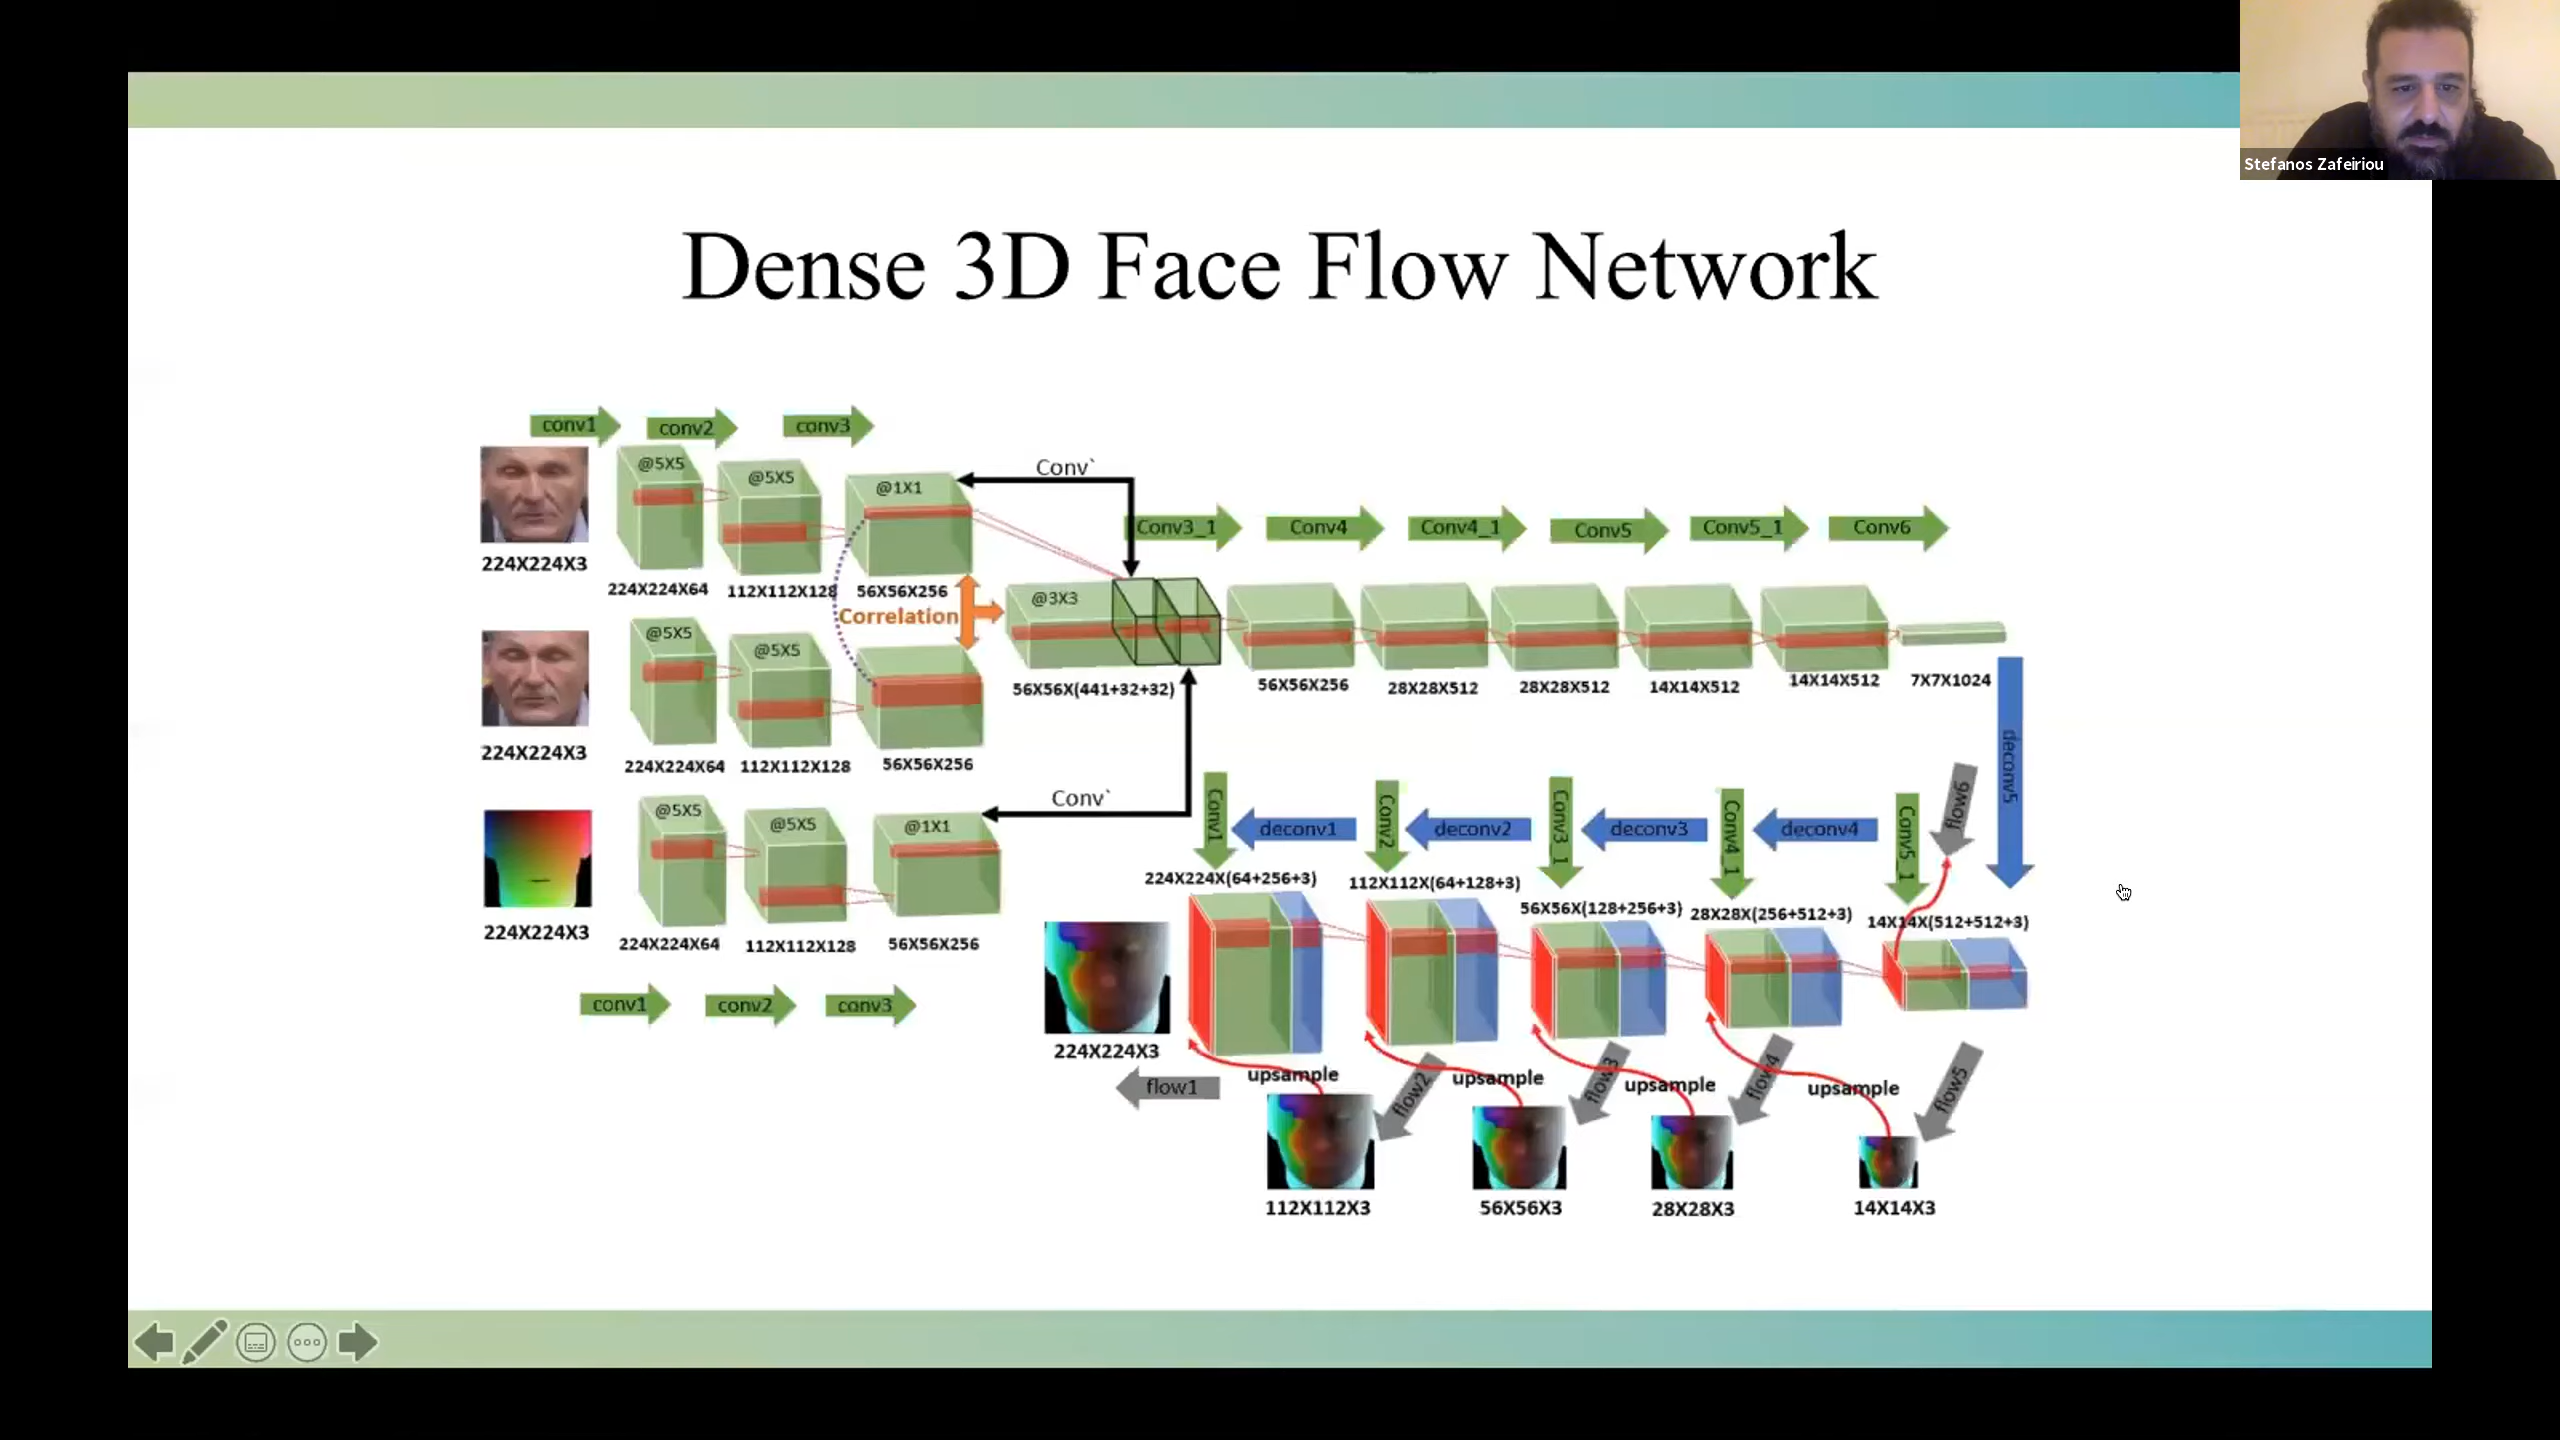 Stefanos Zafeiriou
Dense 3D Face Flow Network
conv1 conv2 conv3
@5X5 @5X5 @1X1
Conv`
224X224X3
224X224X64 112X112X128 56X56X256
Correlation
Conv3_1 Conv4 Conv4_1 Conv5 Conv5_1 Conv6
@3X3
56X56X(441+32+32) 56X56X256 28X28X512 28X28X512 14X14X512 14X14X512 7X7X1024
@5X5 @5X5
224X224X3
224X224X64 112X112X128 56X56X256
@5X5 @5X5 @1X1
Conv`
224X224X3
224X224X64 112X112X128 56X56X256
conv1 conv2 conv3
Conv1 deconv1 Conv2 deconv2 Conv3_1 deconv3 Conv4_1 deconv4 Conv5_1 flow6 deconv5
224X224X(64+256+3) 112X112X(64+128+3) 56X56X(128+256+3) 28X28X(256+512+3) 14X14X(512+512+3)
224X224X3
flow1 upsample flow2 upsample flow3 upsample flow4 upsample flow5
112X112X3 56X56X3 28X28X3 14X14X3